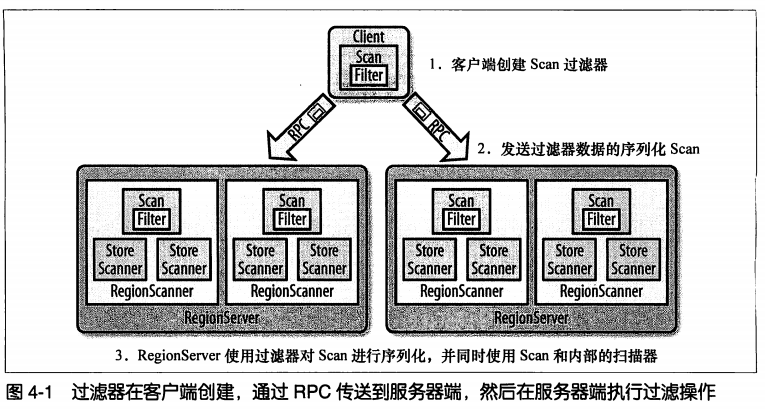 Client
Scan
Filter
1．客户端创建 Scan 过滤器
RPC
RPC
2．发送过滤器数据的序列化 Scan
Scan
Filter
Store Scanner
Store Scanner
RegionScanner
Scan
Filter
Store Scanner
Store Scanner
RegionScanner
RegionServer
Scan
Filter
Store Scanner
Store Scanner
RegionScanner
Scan
Filter
Store Scanner
Store Scanner
RegionScanner
RegionServer
3．RegionServer 使用过滤器对 Scan 进行序列化，并同时使用 Scan 和内部的扫描器
图 4-1 过滤器在客户端创建，通过 RPC 传送到服务器端，然后在服务器端执行过滤操作